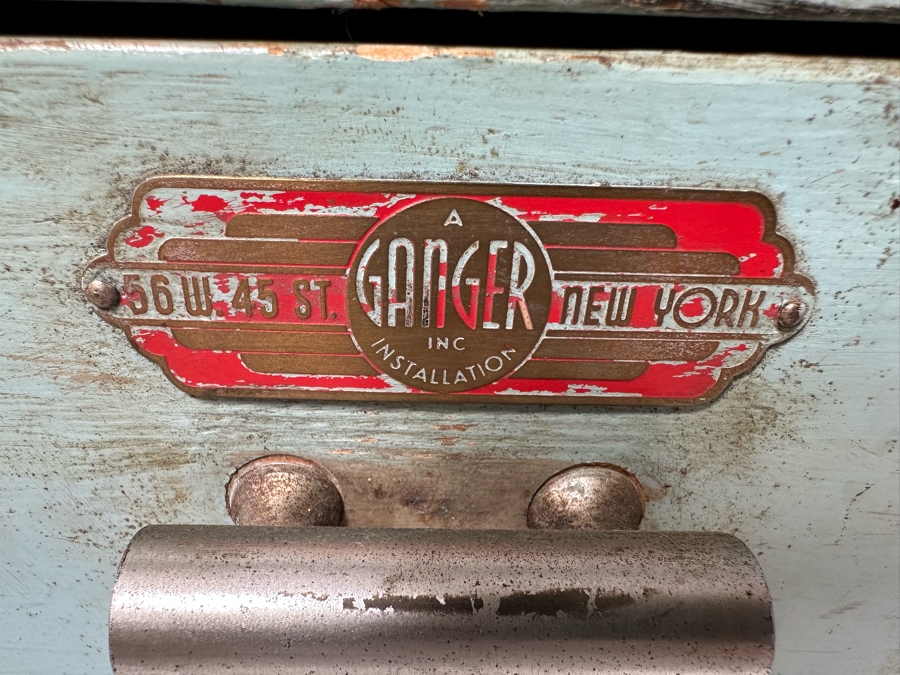 A
GANGER
INC
INSTALLATION
56 W. 45 ST.
NEW YORK